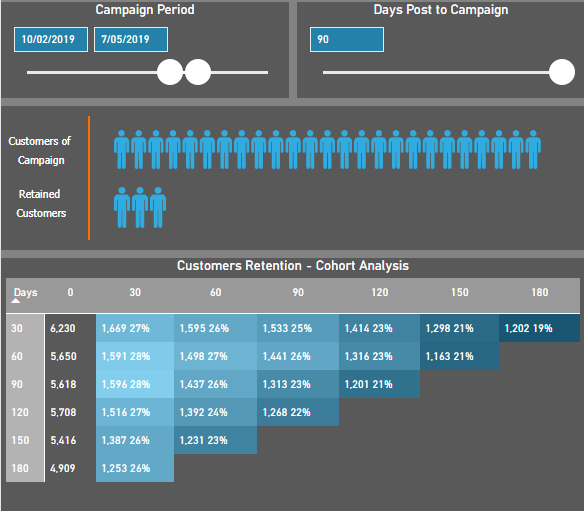 Campaign Period
Days Post to Campaign
10/02/2019 7/05/2019
90
Customers of
Campaign
Retained
Customers
Customers Retention - Cohort Analysis
Days 0 30 60 90 120 150 180
30 6,230 1,669 27% 1,595 26% 1,533 25% 1,414 23% 1,298 21% 1,202 19%
60 5,650 1,591 28% 1,498 27% 1,441 26% 1,316 23% 1,163 21%
90 5,618 1,596 28% 1,437 26% 1,313 23% 1,201 21%
120 5,708 1,516 27% 1,392 24% 1,268 22%
150 5,416 1,387 26% 1,231 23%
180 4,909 1,253 26%